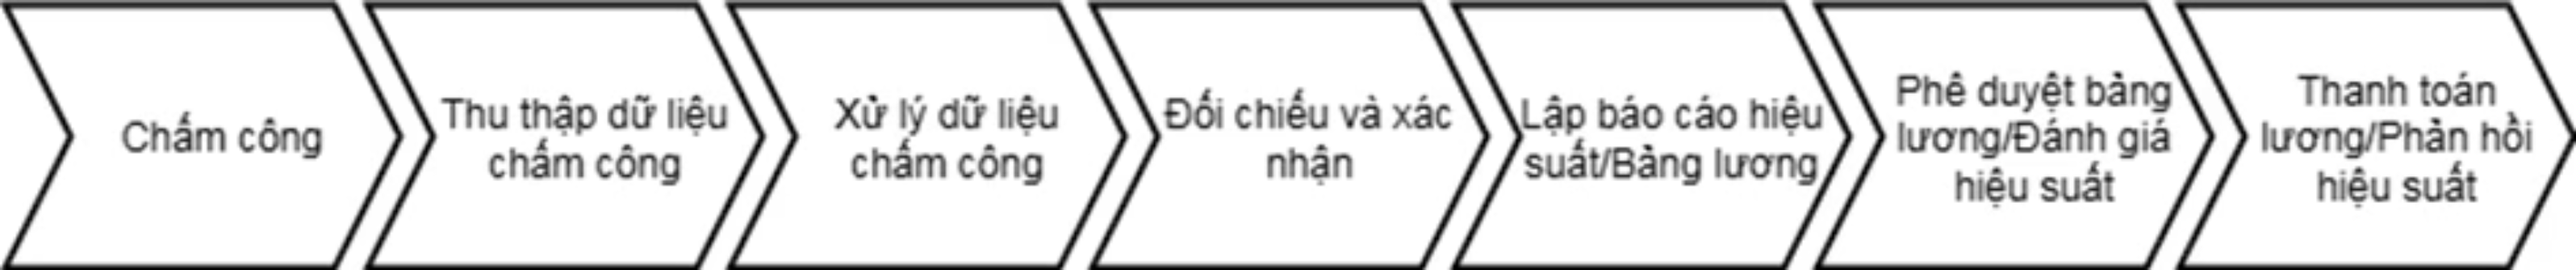 Chấm công
Thu thập dữ liệu
chấm công
Xử lý dữ liệu
chấm công
Đối chiếu và xác
nhận
Lập báo cáo hiệu
suất/Bảng lương
Phê duyệt bảng
lương/Đánh giá
hiệu suất
Thanh toán
lương/Phản hồi
hiệu suất